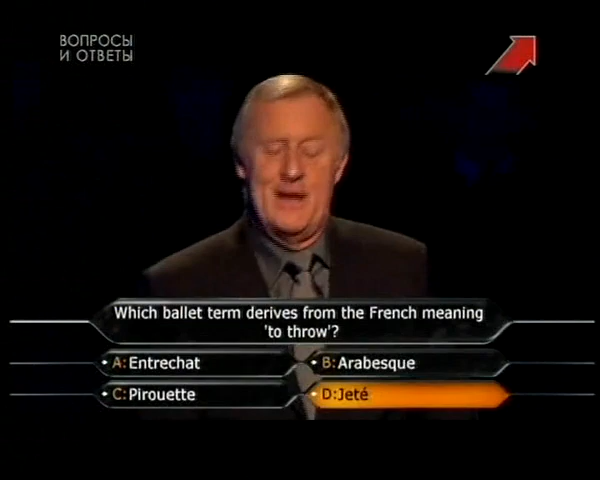 ВОПРОСЫ
И ОТВЕТЫ
Which ballet term derives from the French meaning
'to throw'?
A: Entrechat
B: Arabesque
C: Pirouette
D: Jeté